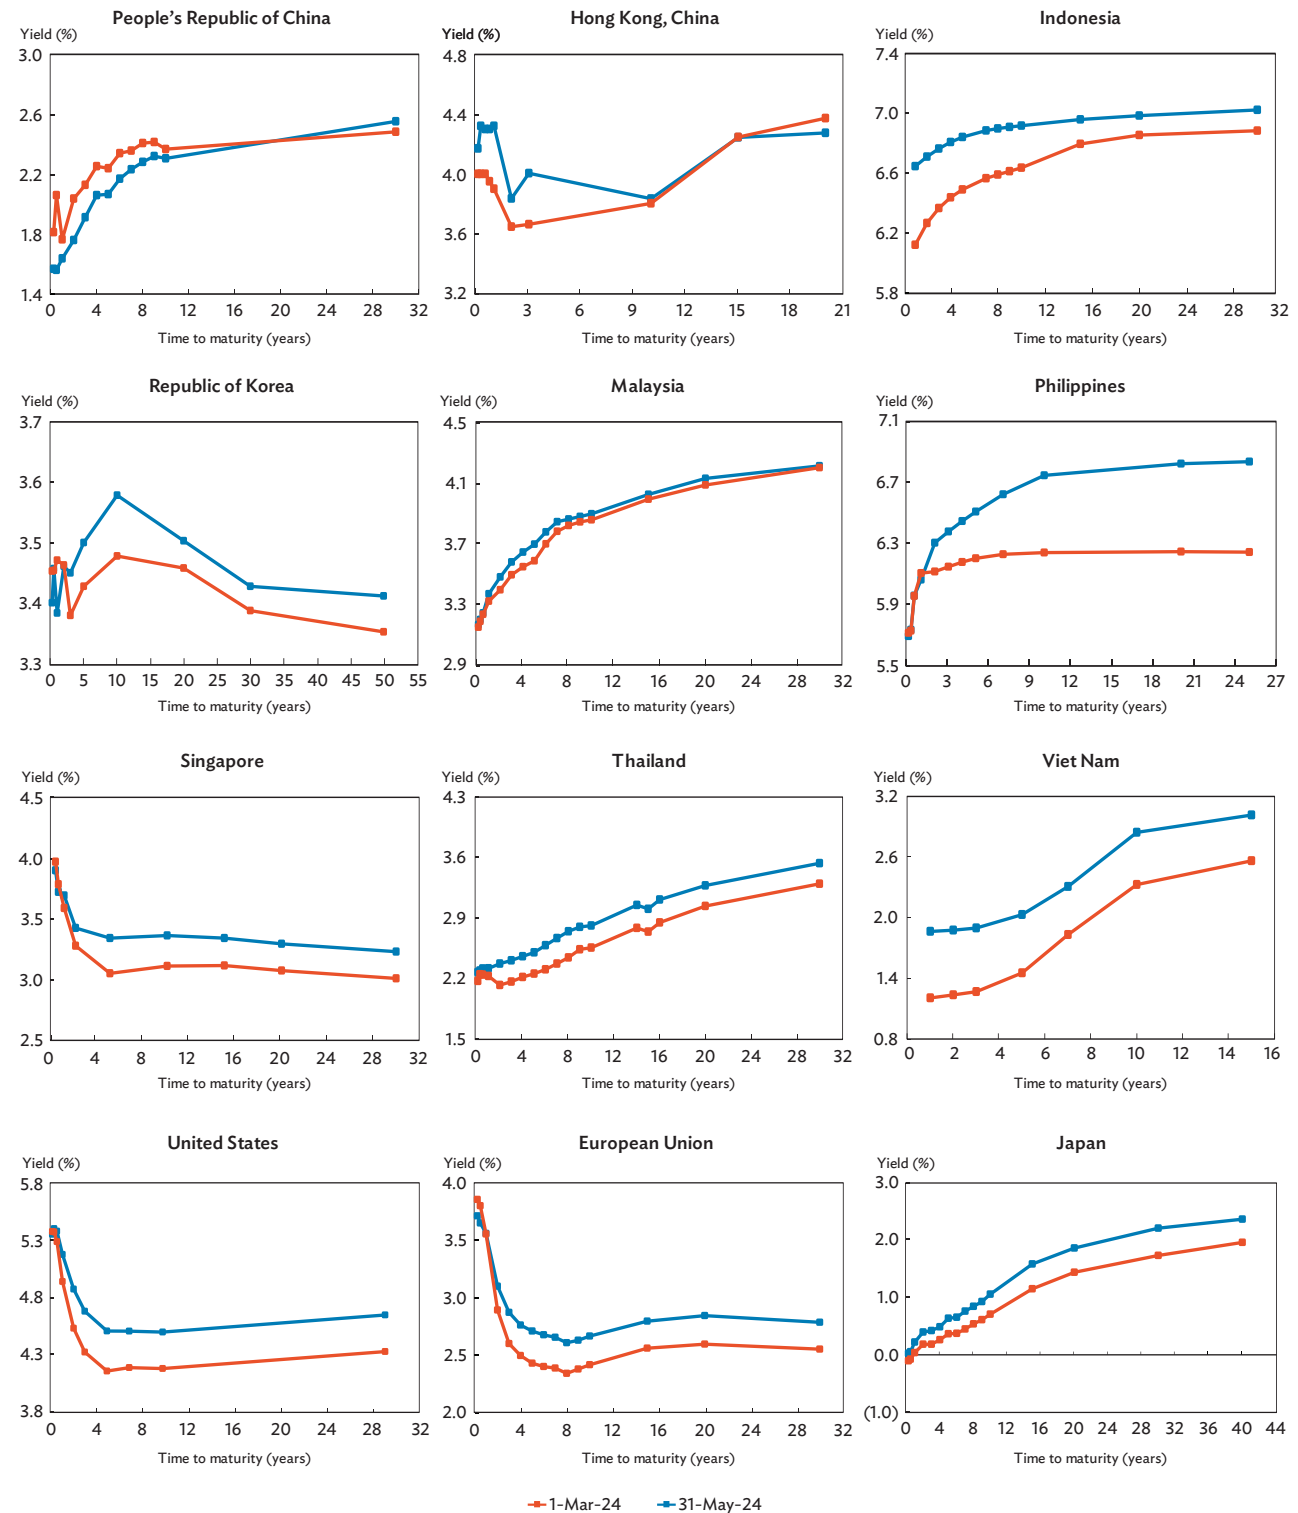 People's Republic of China
Yield (%)
3.0
2.6
2.2
1.8
1.4
0 4 8 12 16 20 24 28 32
Time to maturity (years)
Hong Kong, China
Yield (%)
4.8
4.4
4.0
3.6
3.2
0 3 6 9 12 15 18 21
Time to maturity (years)
Indonesia
Yield (%)
7.4
7.0
6.6
6.2
5.8
0 4 8 12 16 20 24 28 32
Time to maturity (years)
Republic of Korea
Yield (%)
3.7
3.6
3.5
3.4
3.3
0 5 10 15 20 25 30 35 40 45 50 55
Time to maturity (years)
Malaysia
Yield (%)
4.5
4.1
3.7
3.3
2.9
0 4 8 12 16 20 24 28 32
Time to maturity (years)
Philippines
Yield (%)
7.1
6.7
6.3
5.9
5.5
0 3 6 9 12 15 18 21 24 27
Time to maturity (years)
Singapore
Yield (%)
4.5
4.0
3.5
3.0
2.5
0 4 8 12 16 20 24 28 32
Time to maturity (years)
Thailand
Yield (%)
4.3
3.6
2.9
2.2
1.5
0 4 8 12 16 20 24 28 32
Time to maturity (years)
Viet Nam
Yield (%)
3.2
2.6
2.0
1.4
0.8
0 2 4 6 8 10 12 14 16
Time to maturity (years)
United States
Yield (%)
5.8
5.3
4.8
4.3
3.8
0 4 8 12 16 20 24 28 32
Time to maturity (years)
European Union
Yield (%)
4.0
3.5
3.0
2.5
2.0
0 4 8 12 16 20 24 28 32
Time to maturity (years)
Japan
Yield (%)
3.0
2.0
1.0
0.0
(1.0)
0 4 8 12 16 20 24 28 32 36 40 44
Time to maturity (years)
1-Mar-24 31-May-24